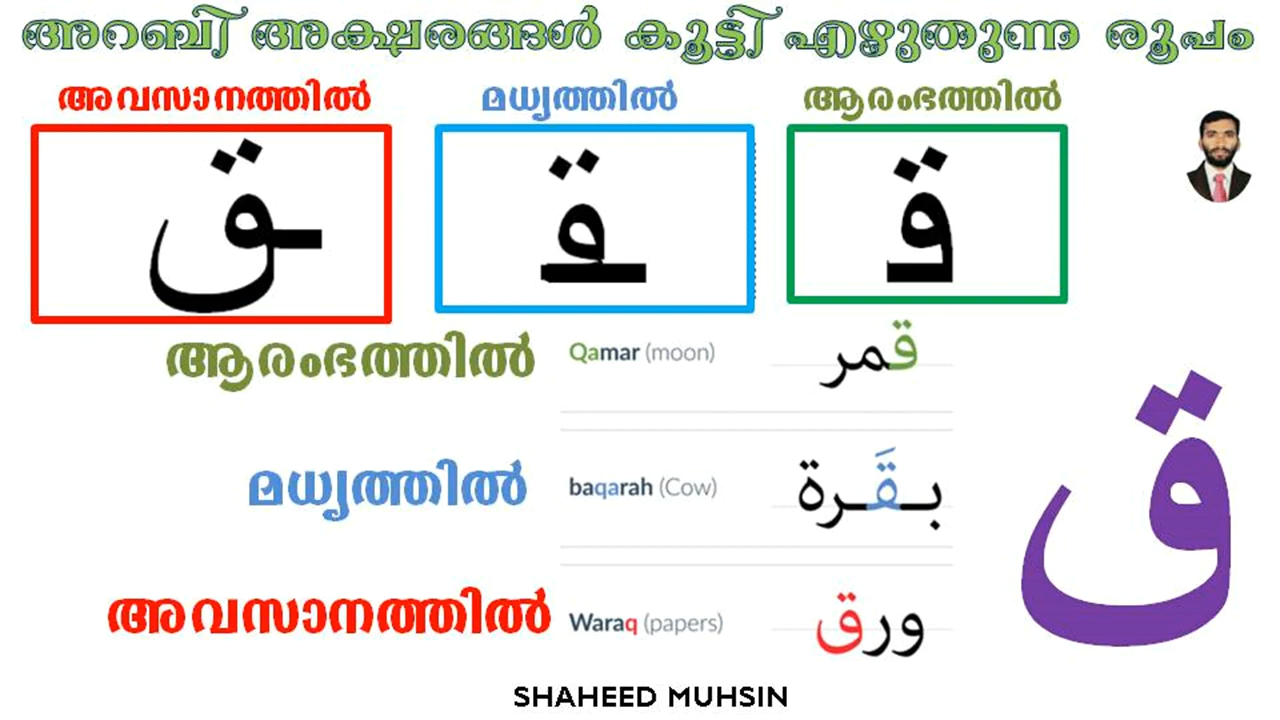 അറബി അക്ഷരങ്ങൾ കൂട്ടി എഴുതുന്ന രൂപം
അവസാനത്തിൽ മധ്യത്തിൽ ആരംഭത്തിൽ
ـق ـقـ قـ
ആരംഭത്തിൽ Qamar (moon) قمر
മധ്യത്തിൽ baqarah (Cow) بـقَـرة
അവസാനത്തിൽ Waraq (papers) ورق
ق
SHAHEED MUHSIN